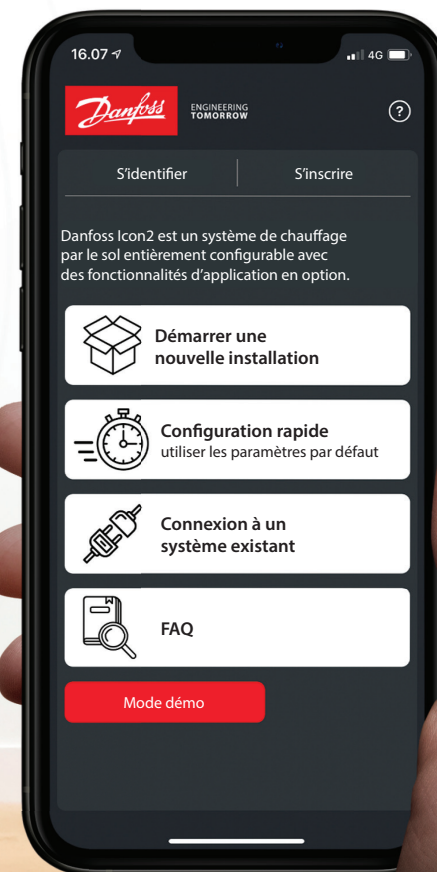 16.07
4G
Danfoss
ENGINEERING
TOMORROW
?
S'identifier
S'inscrire
Danfoss Icon2 est un système de chauffage
par le sol entièrement configurable avec
des fonctionnalités d'application en option.
Démarrer une
nouvelle installation
Configuration rapide
utiliser les paramètres par défaut
Connexion à un
système existant
FAQ
Mode démo